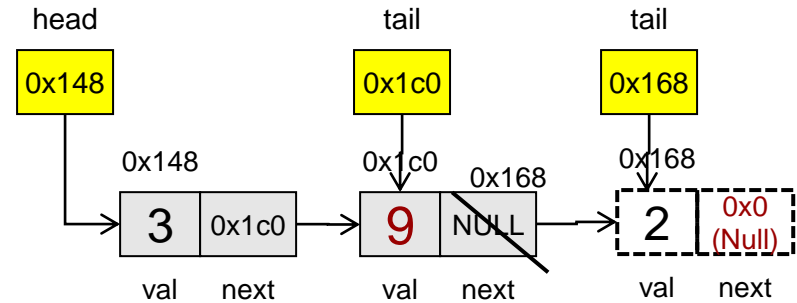 head tail tail
0x148 0x1c0 0x168
0x148 0x1c0 0x168 0x168
3 0x1c0 9 NULL 2 0x0
(Null)
val next val next val next